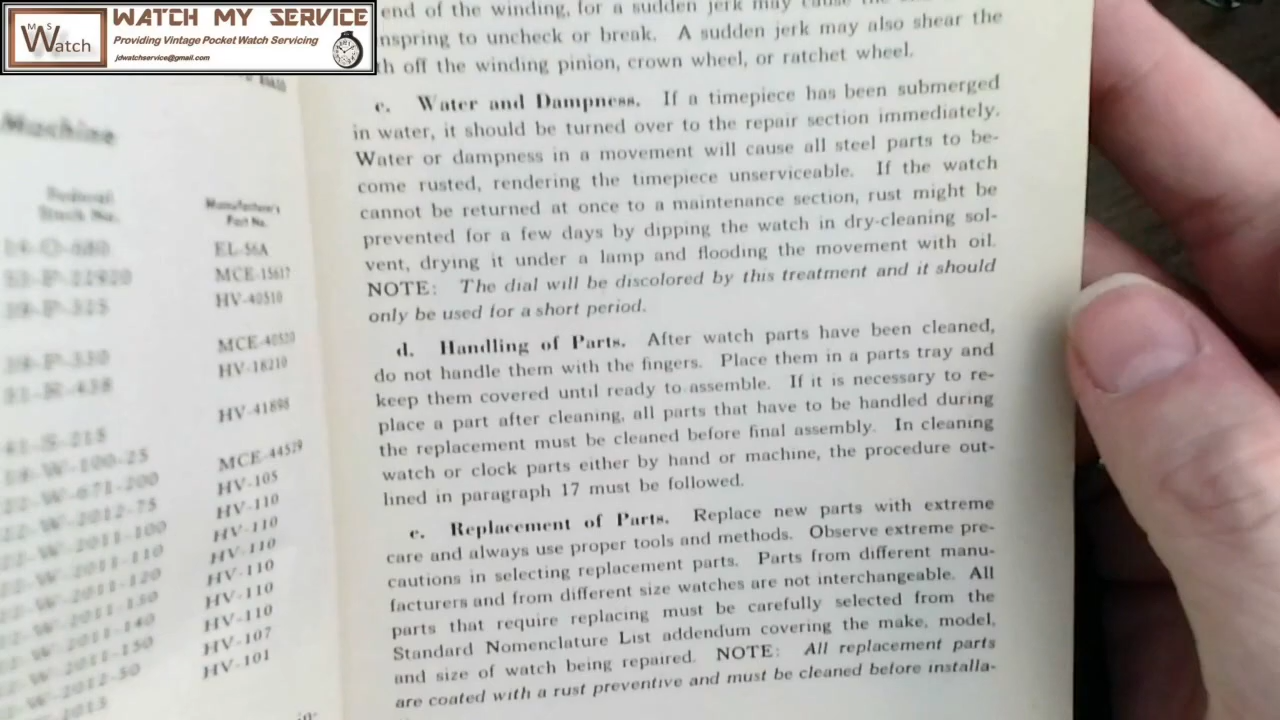 M S
Watch
WATCH MY SERVICE
Providing Vintage Pocket Watch Servicing
jdwatchservice@gmail.com
Machine
Federal
Stock No.
Manufacturer's
Part No.
EL-56A
MCE-15617
HV-40510
MCE-40520
HV-18210
HV-41898
41-S-215
18-W-100-25
MCE-44529
HV-105
HV-110
HV-110
HV-110
HV-110
HV-110
HV-107
HV-101
end of the winding, for a sudden jerk may cause the
nspring to uncheck or break. A sudden jerk may also shear the
th off the winding pinion, crown wheel, or ratchet wheel.
c. Water and Dampness. If a timepiece has been submerged
in water, it should be turned over to the repair section immediately.
Water or dampness in a movement will cause all steel parts to be-
come rusted, rendering the timepiece unserviceable. If the watch
cannot be returned at once to a maintenance section, rust might be
prevented for a few days by dipping the watch in dry-cleaning sol-
vent, drying it under a lamp and flooding the movement with oil.
NOTE: The dial will be discolored by this treatment and it should
only be used for a short period.
d. Handling of Parts. After watch parts have been cleaned,
do not handle them with the fingers. Place them in a parts tray and
keep them covered until ready to assemble. If it is necessary to re-
place a part after cleaning, all parts that have to be handled during
the replacement must be cleaned before final assembly. In cleaning
watch or clock parts either by hand or machine, the procedure out-
lined in paragraph 17 must be followed.
e. Replacement of Parts. Replace new parts with extreme
care and always use proper tools and methods. Observe extreme pre-
cautions in selecting replacement parts. Parts from different manu-
facturers and from different size watches are not interchangeable. All
parts that require replacing must be carefully selected from the
Standard Nomenclature List addendum covering the make, model,
and size of watch being repaired. NOTE: All replacement parts
are coated with a rust preventive and must be cleaned before installa-